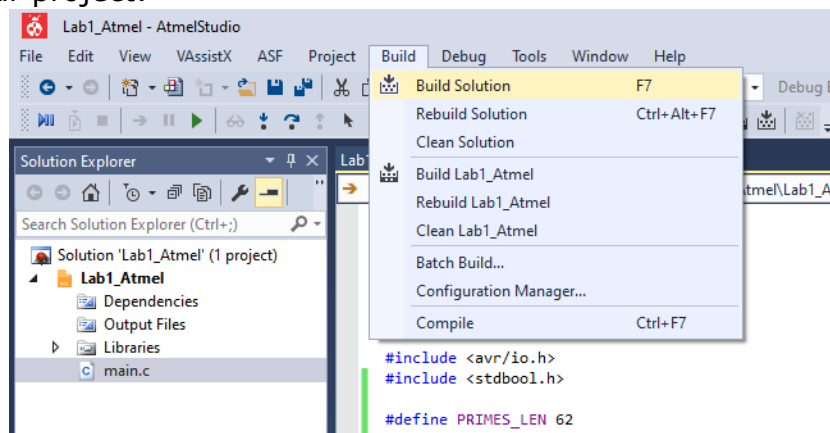 ur project.
Lab1_Atmel - AtmelStudio
File Edit View VAssistX ASF Project Build Debug Tools Window Help
Build Solution F7
Debug
Rebuild Solution Ctrl+Alt+F7
Clean Solution
Solution Explorer
Build Lab1_Atmel
Rebuild Lab1_Atmel
Search Solution Explorer (Ctrl+;)
Clean Lab1_Atmel
Solution 'Lab1_Atmel' (1 project)
Batch Build...
Lab1_Atmel
Configuration Manager...
Dependencies
Output Files
Compile Ctrl+F7
Libraries
#include <avr/io.h>
main.c
#include <stdbool.h>
#define PRIMES_LEN 62